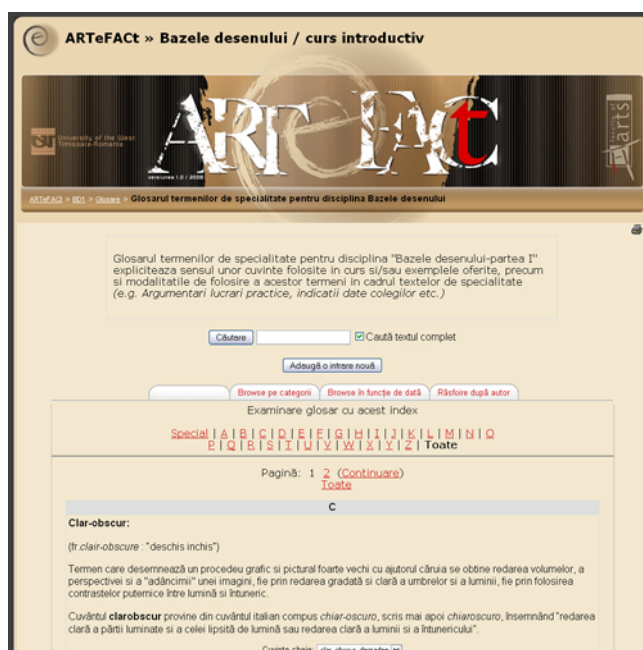 ARTeFACt » Bazele desenului / curs introductiv
University of the West
Timisoara-Romania
ARTEFACt
versiunea 1.0 / 2006
arts
ARTeFACt » BD1 » Glosare » Glosarul termenilor de specialitate pentru disciplina Bazele desenului
Glosarul termenilor de specialitate pentru disciplina "Bazele desenului-partea I"
expliciteaza sensul unor cuvinte folosite in curs si/sau exemplele oferite, precum
si modalitatile de folosire a acestor termeni in cadrul textelor de specialitate
(e.g. Argumentari lucrari practice, indicatii date colegilor etc.)
Căutare Caută textul complet
Adaugă o intrare nouă
Browse pe categorii Browse în funcţie de dată Răsfoire după autor
Examinare glosar cu acest index
Special | A | B | C | D | E | F | G | H | I | J | K | L | M | N | O
P | Q | R | S | T | U | V | W | X | Y | Z | Toate
Pagină: 1 2 (Continuare)
Toate
C
Clar-obscur:
(fr.clair-obscure : "deschis inchis")
Termen care desemnează un procedeu grafic si pictural foarte vechi cu ajutorul căruia se obtine redarea volumelor, a
perspectivei si a "adâncimii" unei imagini, fie prin redarea gradată si clară a umbrelor si a luminii, fie prin folosirea
contrastelor puternice între lumină si întuneric.
Cuvântul clarobscur provine din cuvântul italian compus chiar-oscuro, scris mai apoi chiaroscuro, însemnând "redarea
clară a părtii luminate si a celei lipsită de lumină sau redarea clară a luminii si a întunericului".
Cuvinte cheie: